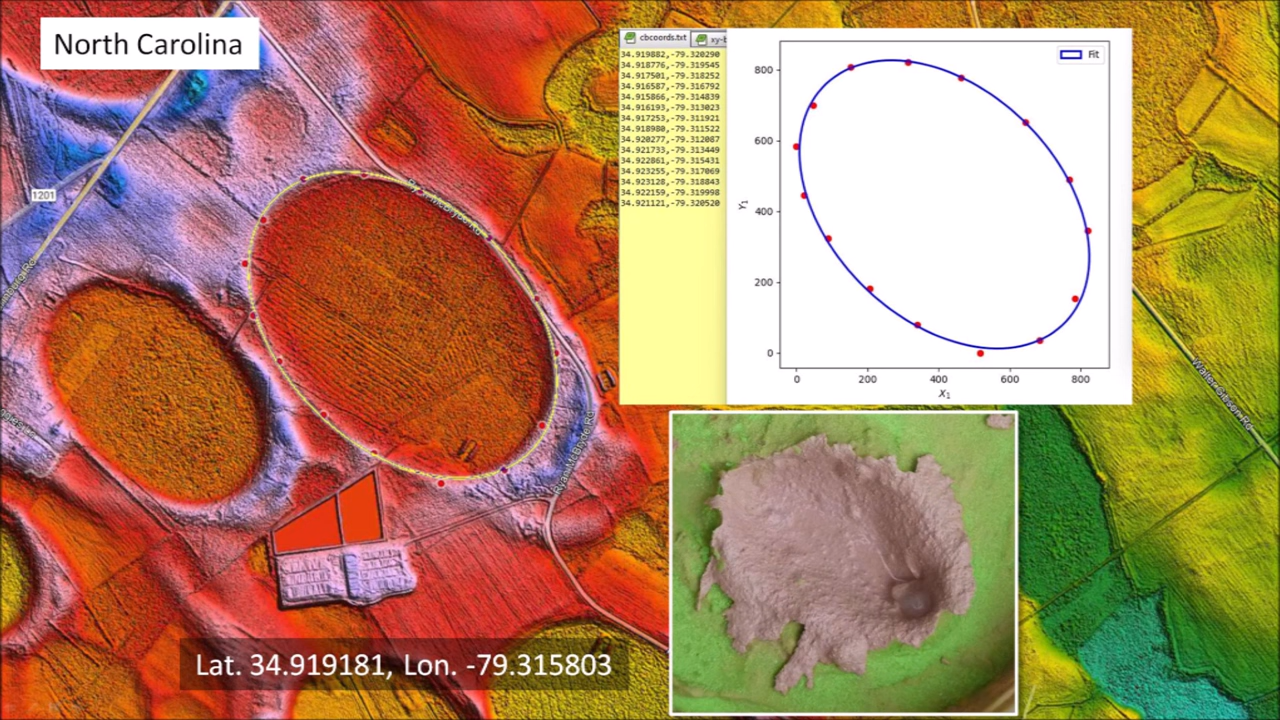 North Carolina
1201
cbcoords.txt
34.919882,-79.320290
34.918776,-79.319545
34.917501,-79.318252
34.916587,-79.316792
34.915866,-79.314839
34.916193,-79.313023
34.917253,-79.311921
34.918980,-79.311522
34.920277,-79.312087
34.921733,-79.313449
34.922861,-79.315431
34.923255,-79.317069
34.923128,-79.318843
34.922159,-79.319998
34.921121,-79.320520
Fit
800
600
400
200
0
Y1
0 200 400 600 800
X1
Ryan McBryde Rd
Lat. 34.919181, Lon. -79.315803